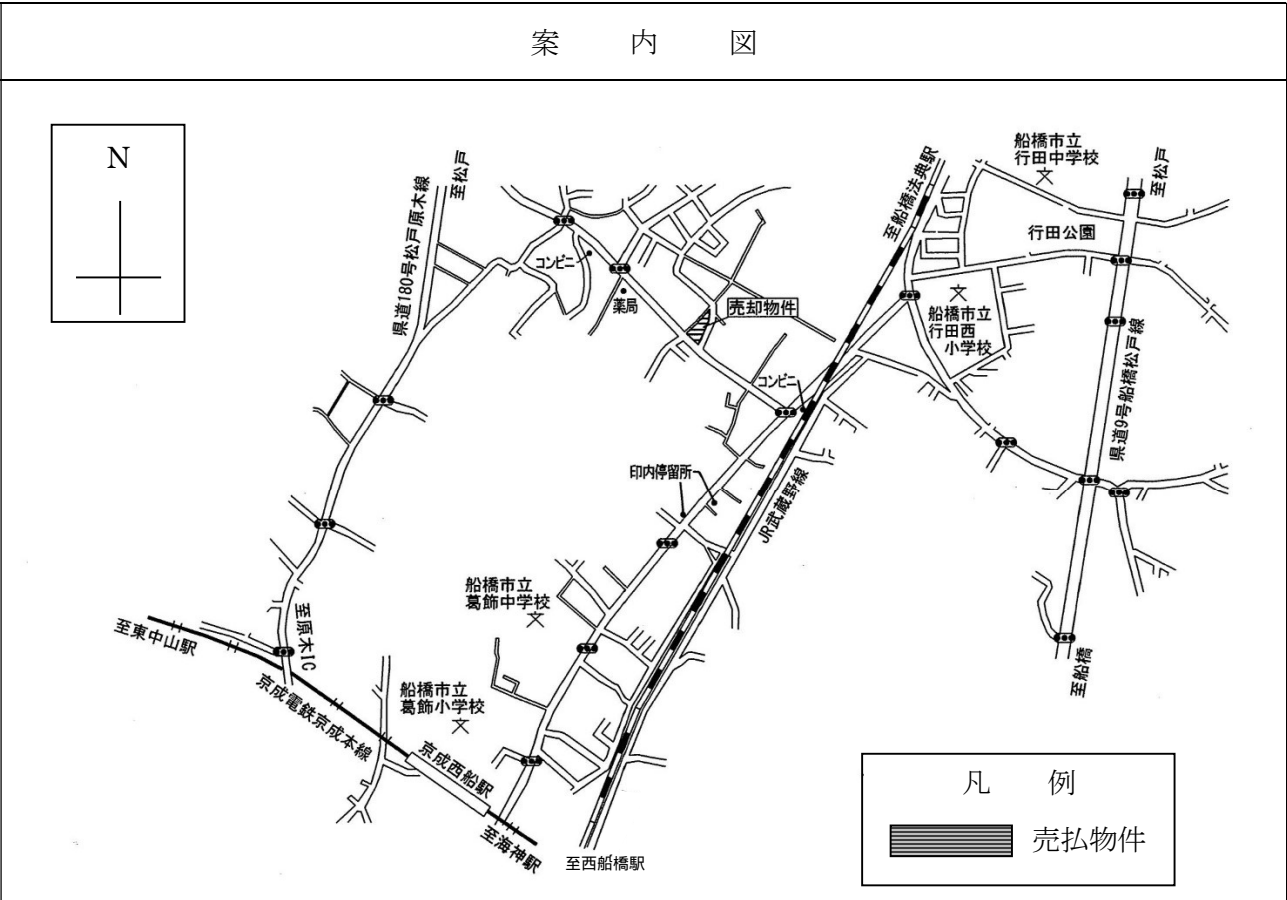 案　内　図
N
至松戸
県道180号松戸原木線
コンビニ
薬局
売却物件
至船橋法典駅
船橋市立
行田中学校
至松戸
行田公園
船橋市立
行田西
小学校
県道9号船橋松戸線
コンビニ
印内停留所
JR武蔵野線
船橋市立
葛飾中学校
至原木IC
至東中山駅
京成電鉄京成本線
船橋市立
葛飾小学校
京成西船駅
至海神駅
至西船橋駅
至船橋
凡　例
売払物件